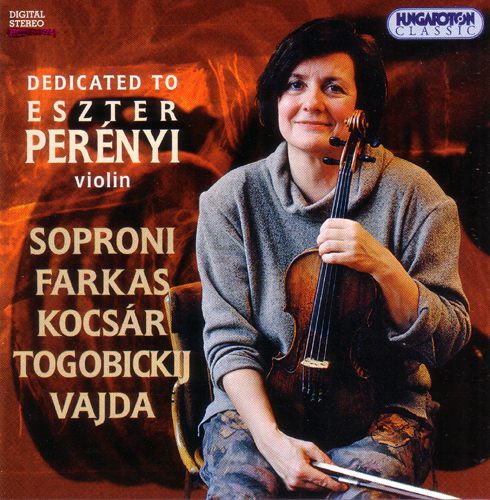 DIGITAL
STEREO
HUNGAROTON
CLASSIC
DEDICATED TO
ESZTER
PERÉNYI
violin
SOPRONI
FARKAS
KOCSÁR
TOGOBICKIJ
VAJDA